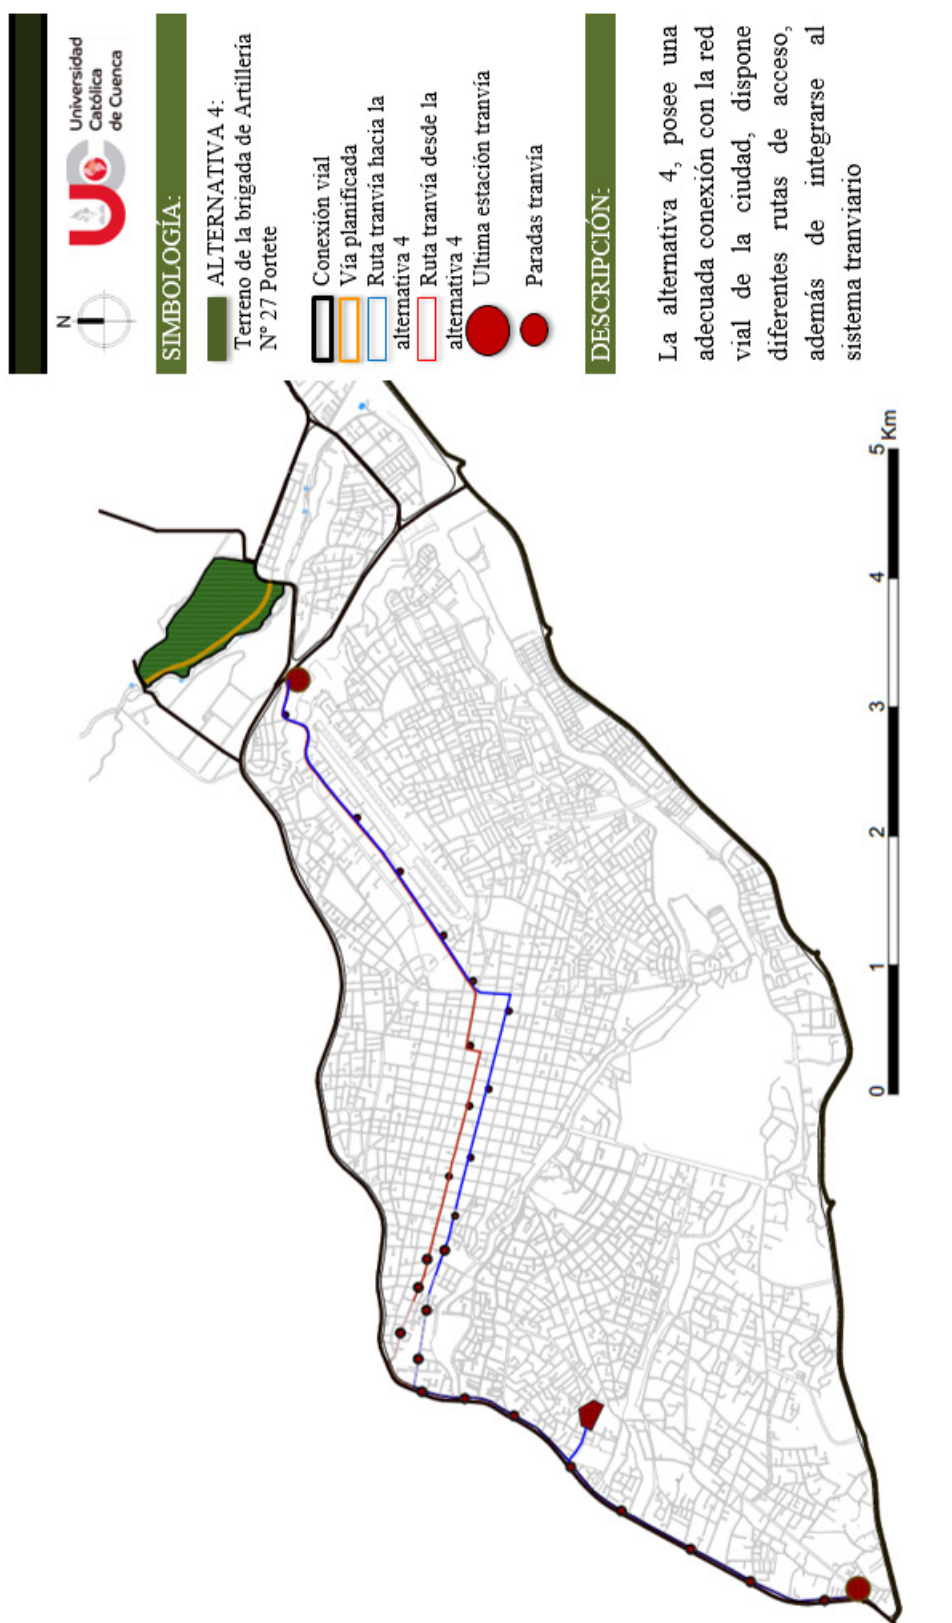 N
Universidad
Católica
de Cuenca
SIMBOLOGÍA:
ALTERNATIVA 4:
Terreno de la brigada de Artillería
N° 27 Portete
Conexión vial
Vía planificada
Ruta tranvía hacia la
alternativa 4
Ruta tranvía desde la
alternativa 4
Ultima estación tranvía
Paradas tranvía
DESCRIPCIÓN:
La alternativa 4, posee una
adecuada conexión con la red
vial de la ciudad, dispone
diferentes rutas de acceso,
además de integrarse al
sistema tranviario
0 1 2 3 4 5
Km